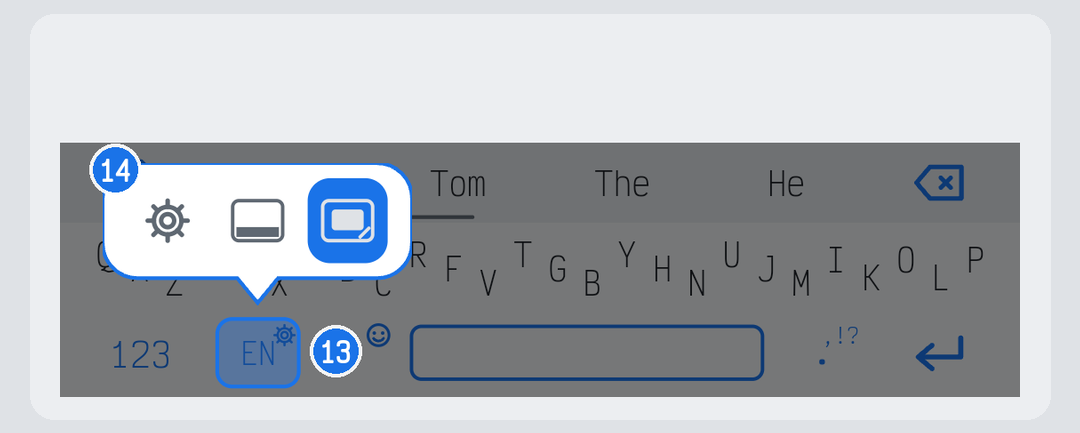 14
Tom The He
Q R F V T G B Y H N U J M I K O L P
Z X C
123 EN 13 . ,!?